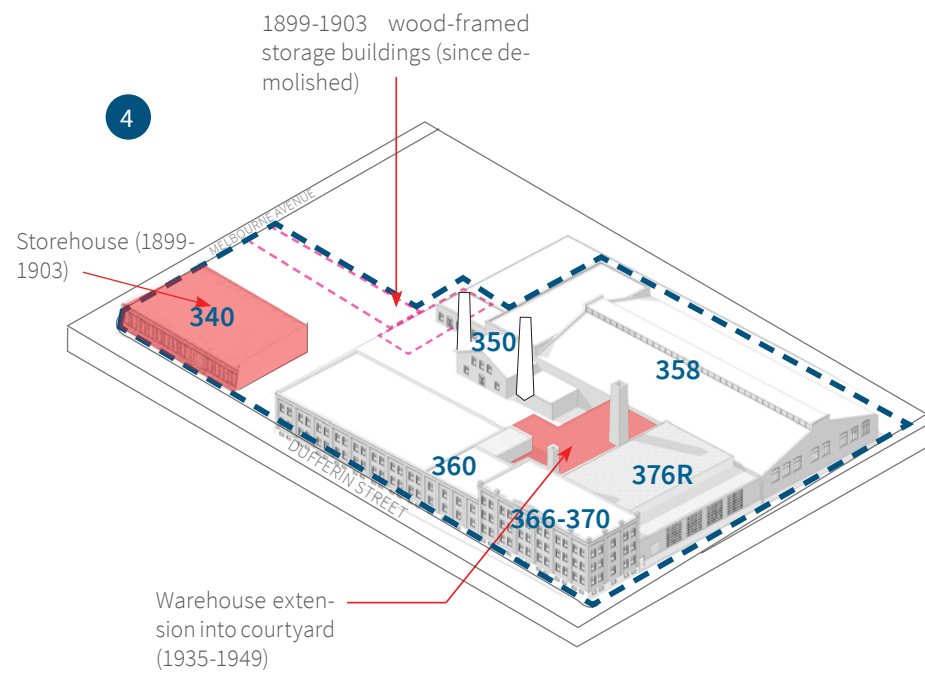 1899-1903 wood-framed
storage buildings (since de-
molished)
4
MELBOURNE AVENUE
Storehouse (1899-
1903)
340
350
358
360
376R
366-370
DUFFERIN STREET
Warehouse exten-
sion into courtyard
(1935-1949)